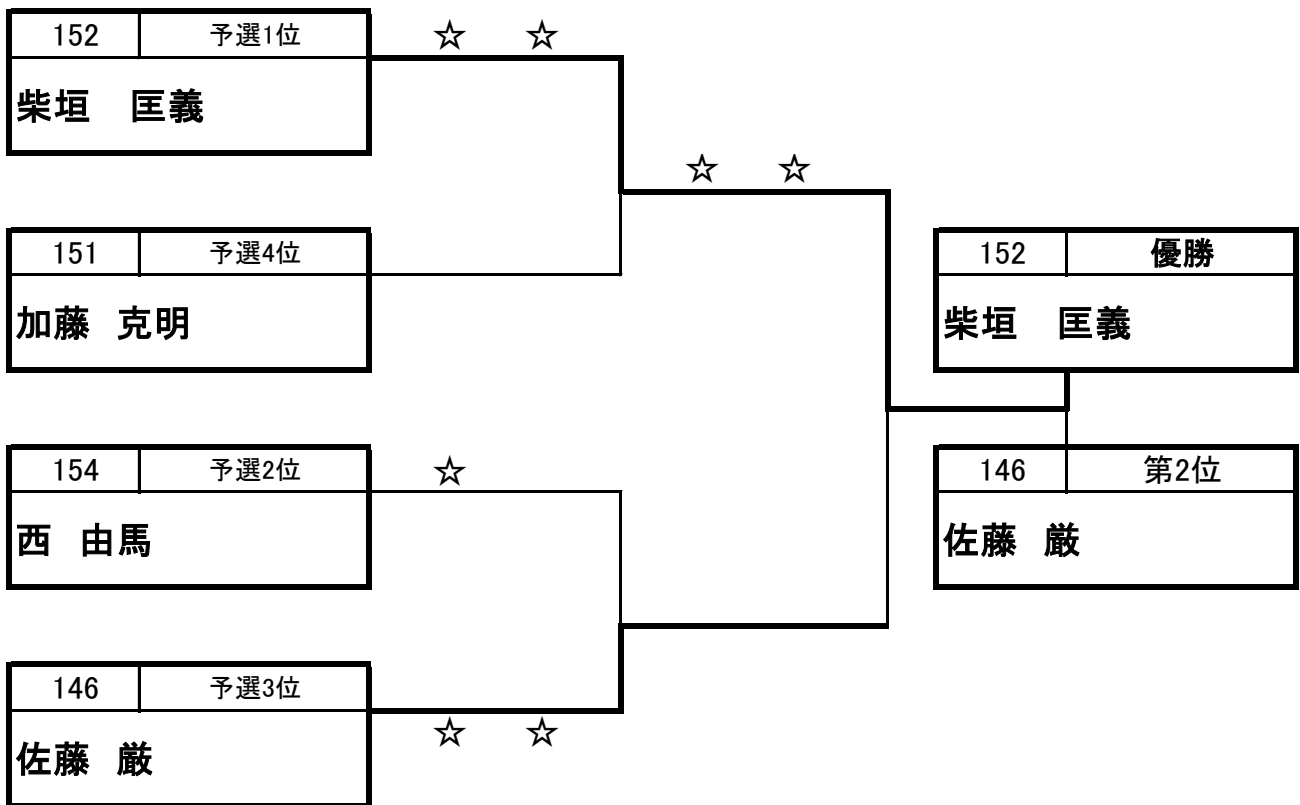 152 予選1位 ☆ ☆
柴垣 匡義
☆ ☆
151 予選4位
加藤 克明
152 優勝
柴垣 匡義
154 予選2位 ☆
西 由馬
146 第2位
佐藤 厳
146 予選3位
☆ ☆
佐藤 厳